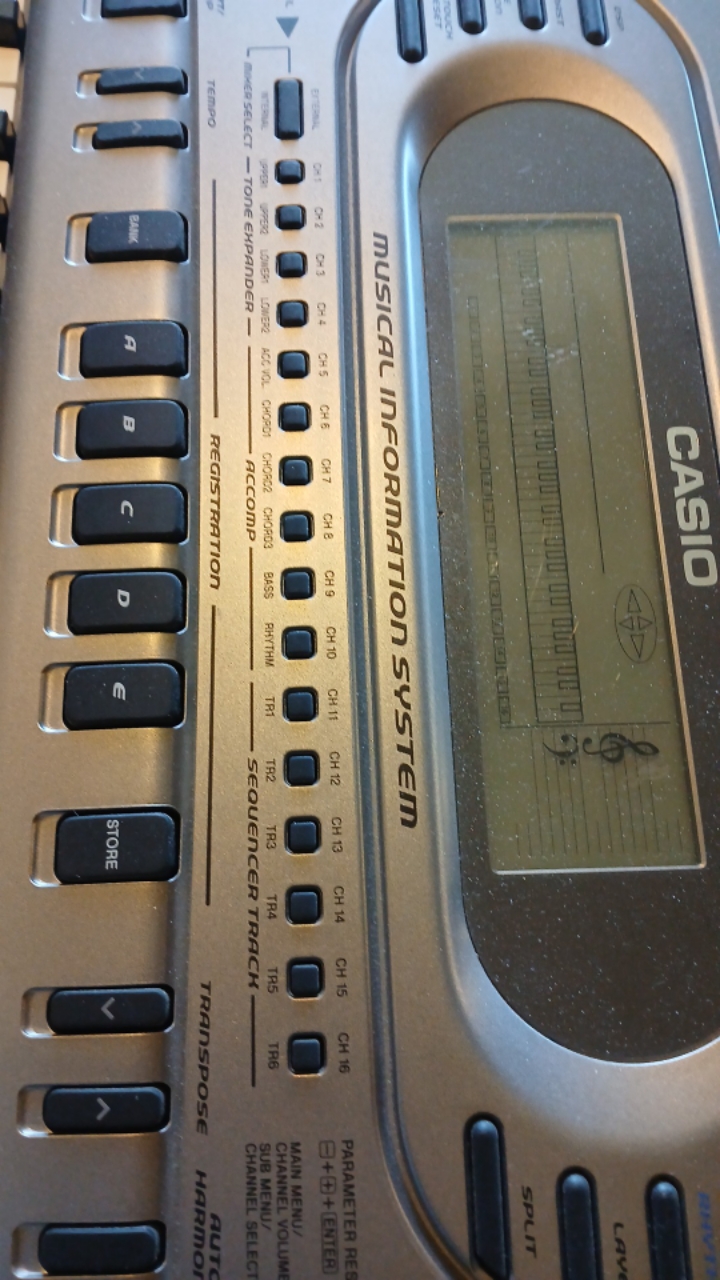 DSP
CASIO
MUSICAL INFORMATION SYSTEM
EXTERNAL
CH 1
CH 2
CH 3
CH 4
CH 5
CH 6
CH 7
CH 8
CH 9
CH 10
CH 11
CH 12
CH 13
CH 14
CH 15
CH 16
INTERNAL
UPPER1
UPPER2
LOWER1
LOWER2
ACC VOL
CHORD1
CHORD2
CHORD3
BASS
RHYTHM
TR1
TR2
TR3
TR4
TR5
TR6
MIXER SELECT
TONE EXPANDER
ACCOMP
SEQUENCER TRACK
PARAMETER RES
− + + + ENTER
MAIN MENU/
CHANNEL VOLUME
SUB MENU/
CHANNEL SELECT
SPLIT
TEMPO
REGISTRATION
TRANSPOSE
AUTO
BANK
A
B
C
D
E
STORE